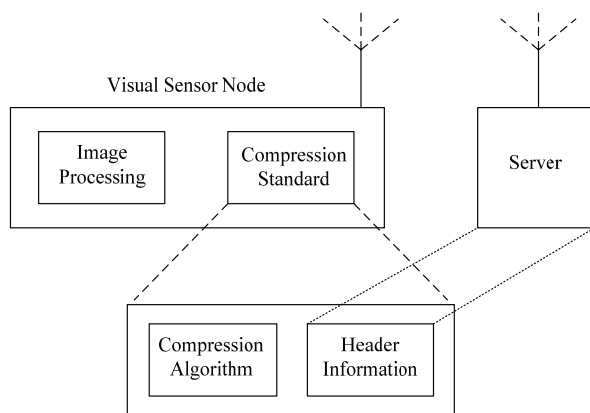 Visual Sensor Node
Image
Processing
Compression
Standard
Server
Compression
Algorithm
Header
Information